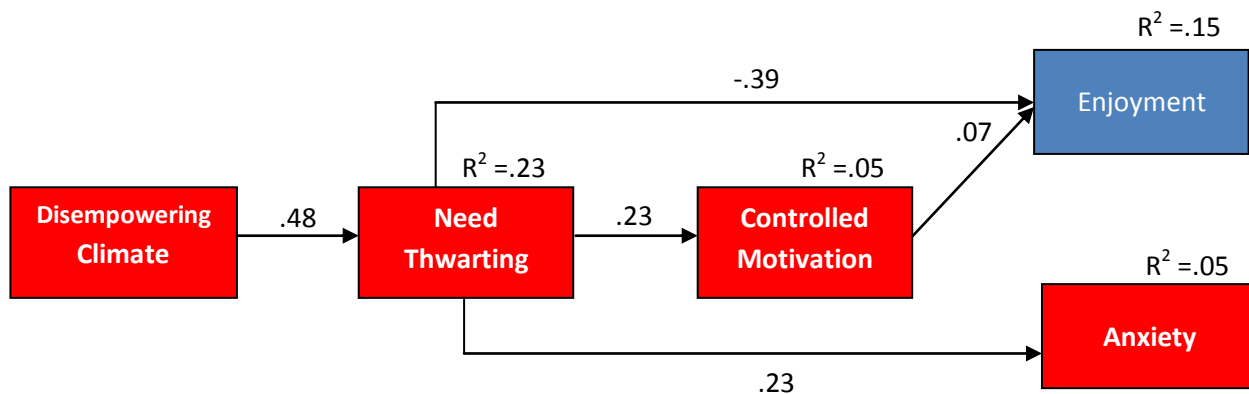 R² =.15
-.39
Enjoyment
.07
R² =.23
R² =.05
Disempowering
Climate
.48
Need
Thwarting
.23
Controlled
Motivation
R² =.05
Anxiety
.23